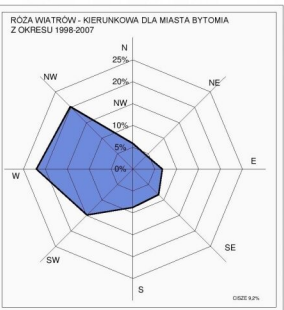 RÓŻA WIATRÓW - KIERUNKOWA DLA MIASTA BYTOMIA
Z OKRESU 1998-2007
N
25%
NW
20%
NE
NW
10%
5%
W
0%
E
SW
SE
S
CISZE 9,2%